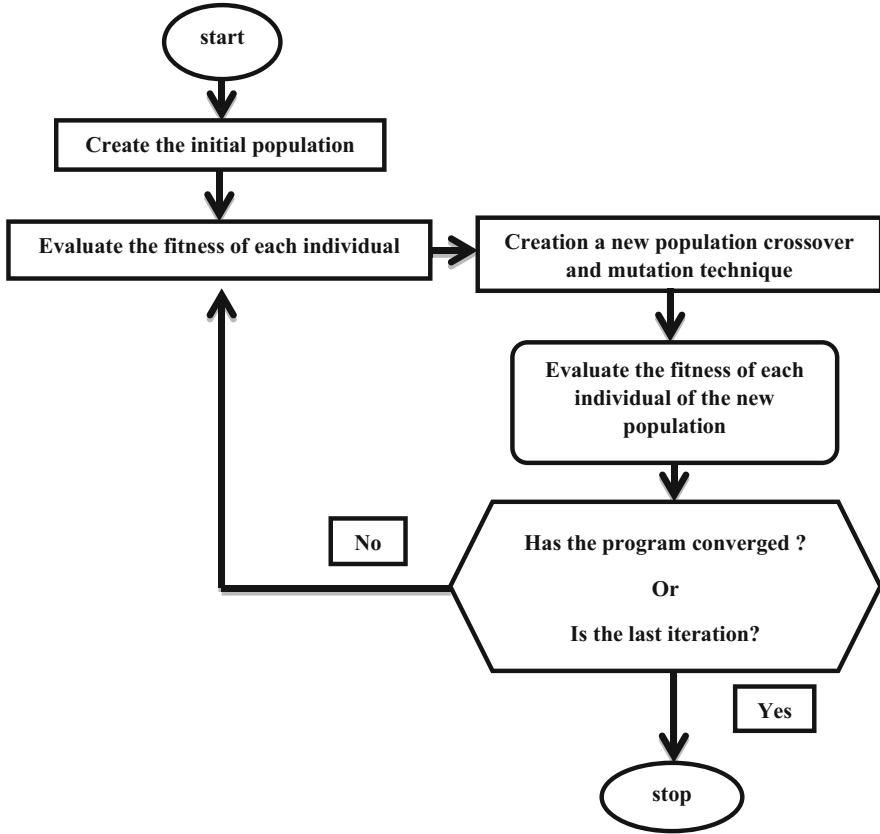 start
Create the initial population
Evaluate the fitness of each individual
Creation a new population crossover
and mutation technique
Evaluate the fitness of each
individual of the new
population
Has the program converged ?
Or
Is the last iteration?
No
Yes
stop